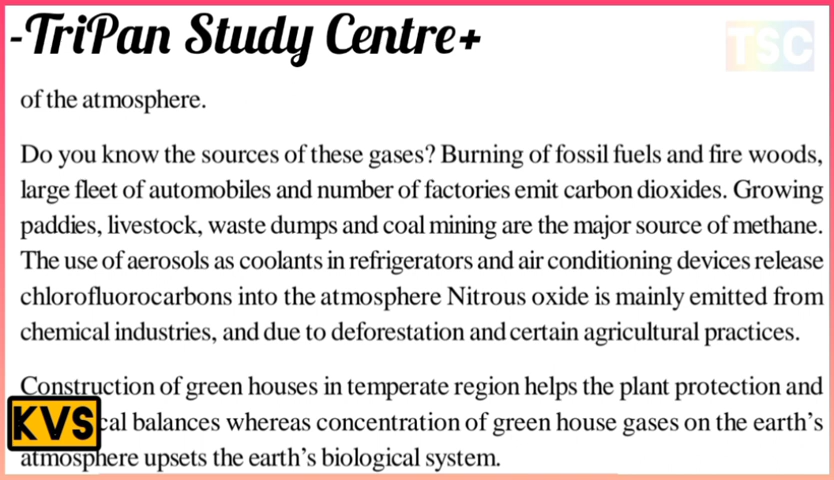 -TriPan Study Centre+
TSC
of the atmosphere.
Do you know the sources of these gases? Burning of fossil fuels and fire woods,
large fleet of automobiles and number of factories emit carbon dioxides. Growing
paddies, livestock, waste dumps and coal mining are the major source of methane.
The use of aerosols as coolants in refrigerators and air conditioning devices release
chlorofluorocarbons into the atmosphere Nitrous oxide is mainly emitted from
chemical industries, and due to deforestation and certain agricultural practices.
Construction of green houses in temperate region helps the plant protection and
KVS
cal balances whereas concentration of green house gases on the earth's
atmosphere upsets the earth's biological system.